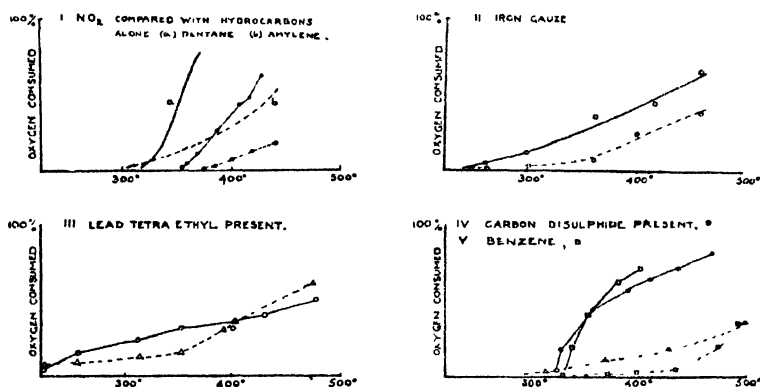 I NO₂ COMPARED WITH HYDROCARBONS
ALONE (a) PENTANE (b) AMYLENE.
100%
OXYGEN CONSUMED
300° 400° 500°
II IRON GAUZE
100%
OXYGEN CONSUMED
300° 400° 500°
III LEAD TETRA ETHYL PRESENT.
100%
OXYGEN CONSUMED
300° 400° 500°
IV CARBON DISULPHIDE PRESENT,
V BENZENE,
100%
OXYGEN CONSUMED
300° 400° 500°